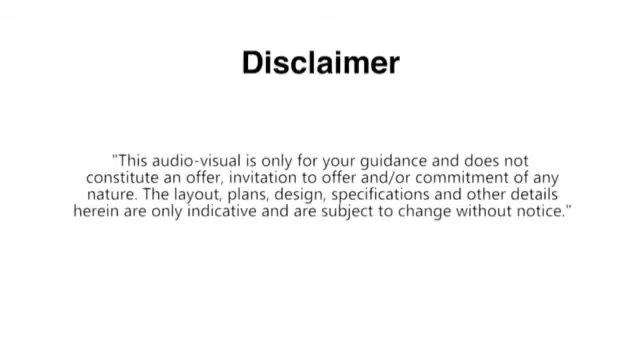 Disclaimer
"This audio-visual is only for your guidance and does not
constitute an offer, invitation to offer and/or commitment of any
nature. The layout, plans, design, specifications and other details
herein are only indicative and are subject to change without notice."